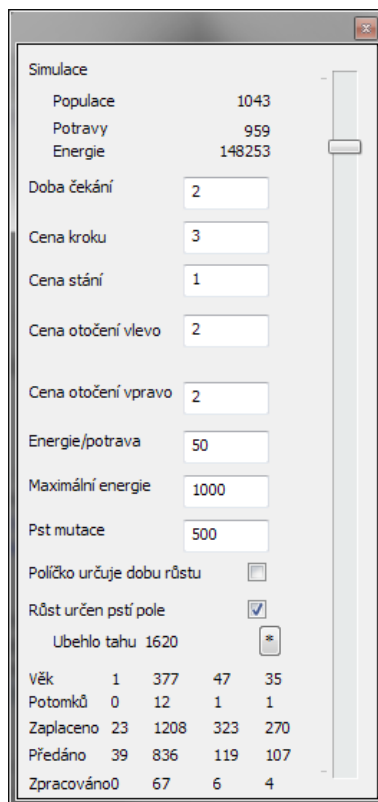 Simulace
Populace 1043
Potravy 959
Energie 148253
Doba čekání 2
Cena kroku 3
Cena stání 1
Cena otočení vlevo 2
Cena otočení vpravo 2
Energie/potrava 50
Maximální energie 1000
Pst mutace 500
Políčko určuje dobu růstu
Růst určen pstí pole
Ubehlo tahu 1620 *
Věk 1 377 47 35
Potomků 0 12 1 1
Zaplaceno 23 1208 323 270
Předáno 39 836 119 107
Zpracováno0 67 6 4